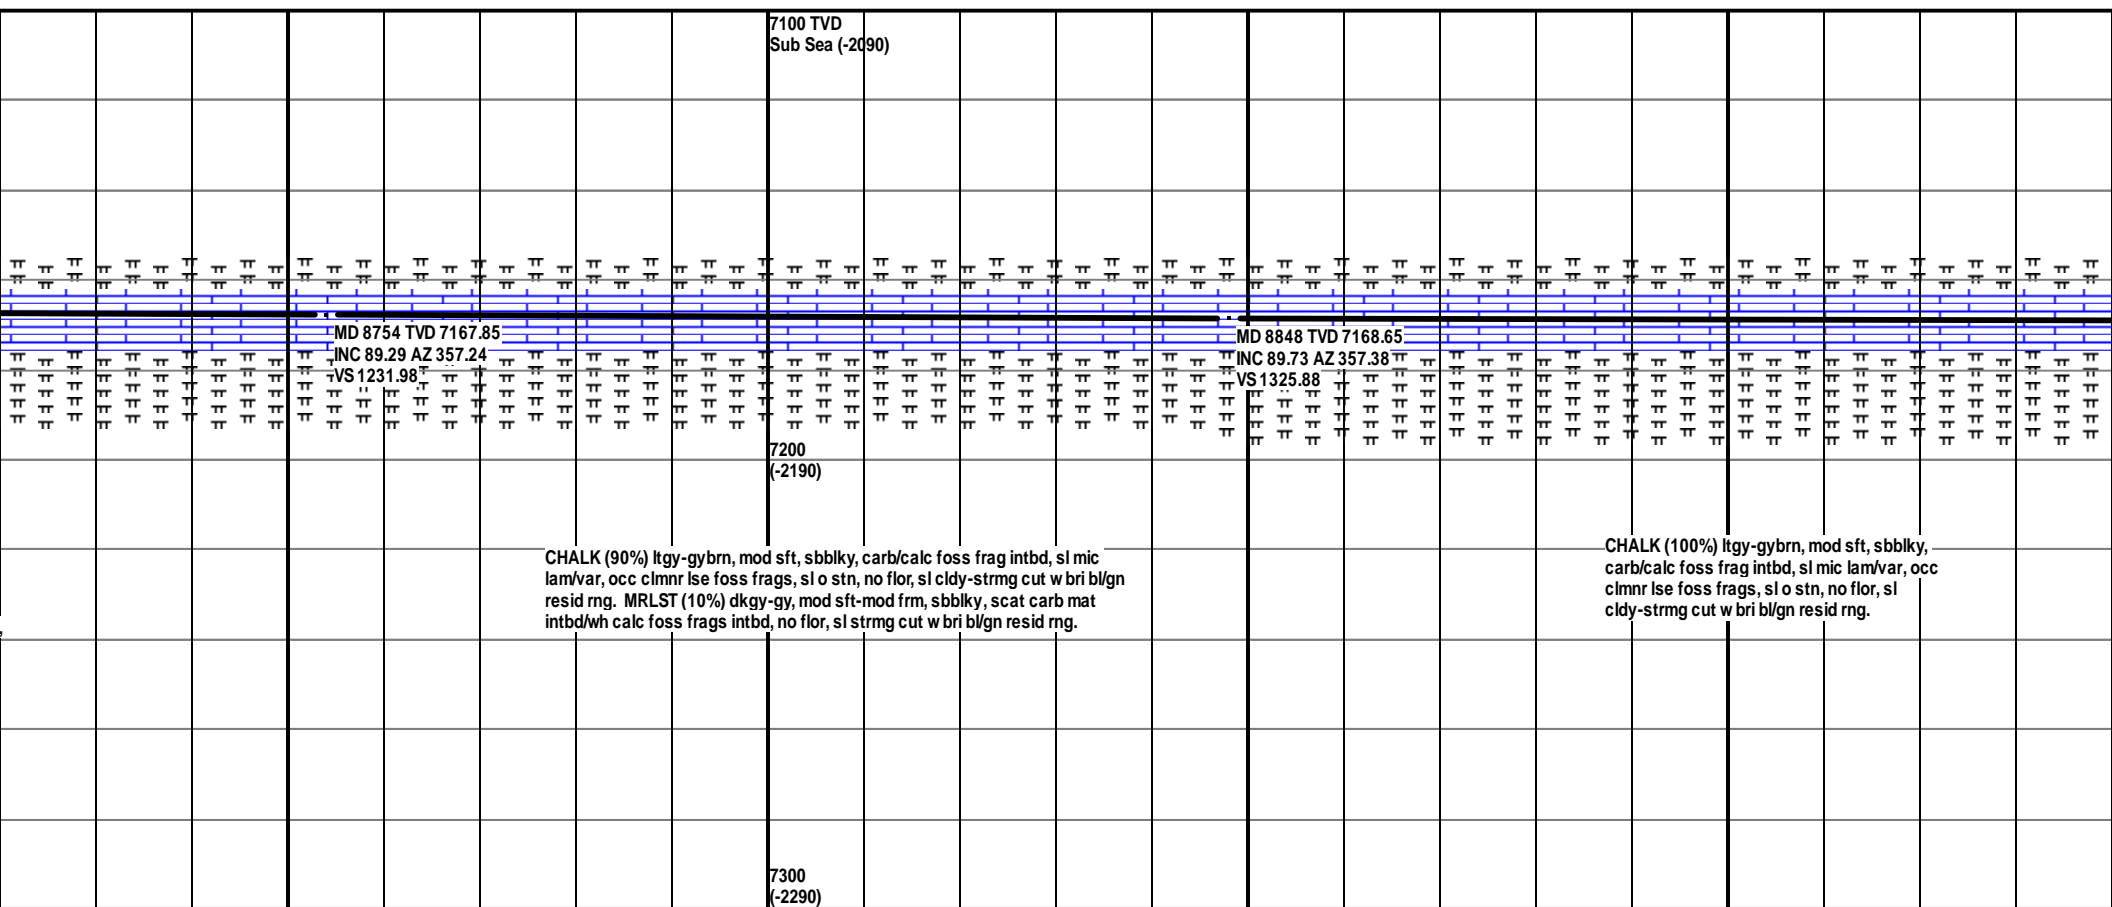 7100 TVD
Sub Sea (-2090)
MD 8754 TVD 7167.85
INC 89.29 AZ 357.24
VS 1231.98
MD 8848 TVD 7168.65
INC 89.73 AZ 357.38
VS 1325.88
7200
(-2190)
CHALK (90%) ltgy-gybrn, mod sft, sbblky, carb/calc foss frag intbd, sl mic
lam/var, occ clmnr lse foss frags, sl o stn, no flor, sl cldy-strmg cut w bri bl/gn
resid rng.  MRLST (10%) dkgy-gy, mod sft-mod frm, sbblky, scat carb mat
intbd/wh calc foss frags intbd, no flor, sl strmg cut w bri bl/gn resid rng.
CHALK (100%) ltgy-gybrn, mod sft, sbblky,
carb/calc foss frag intbd, sl mic lam/var, occ
clmnr lse foss frags, sl o stn, no flor, sl
cldy-strmg cut w bri bl/gn resid rng.
7300
(-2290)